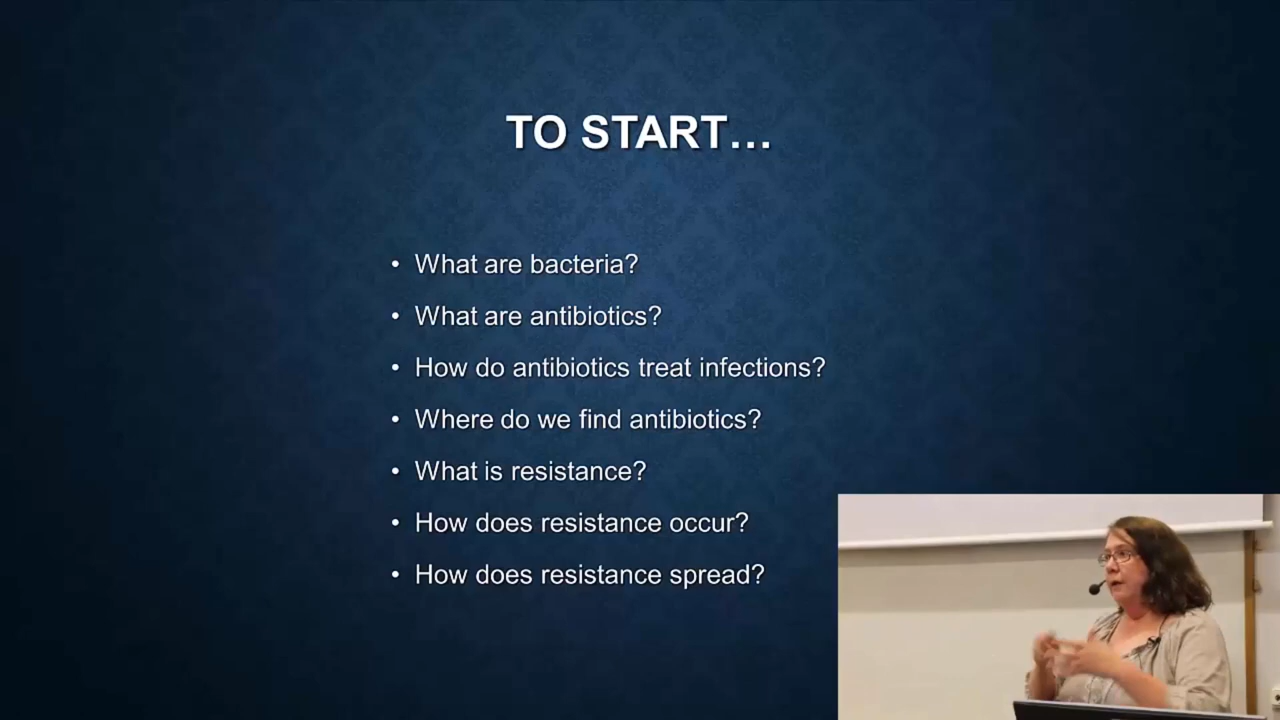 TO START…
• What are bacteria?
• What are antibiotics?
• How do antibiotics treat infections?
• Where do we find antibiotics?
• What is resistance?
• How does resistance occur?
• How does resistance spread?